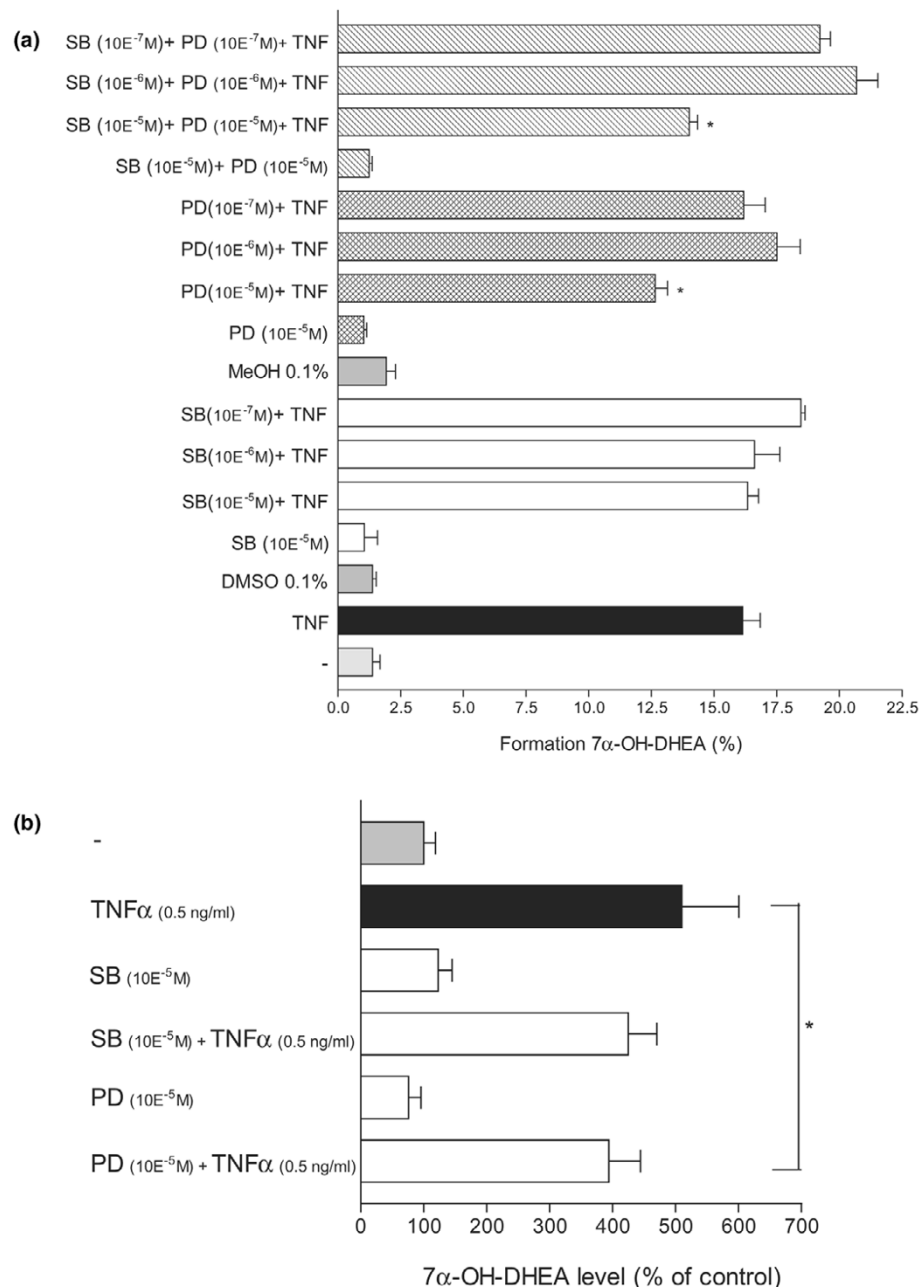 (a)
SB (10E⁻⁷M)+ PD (10E⁻⁷M)+ TNF
SB (10E⁻⁶M)+ PD (10E⁻⁶M)+ TNF
SB (10E⁻⁵M)+ PD (10E⁻⁵M)+ TNF *
SB (10E⁻⁵M)+ PD (10E⁻⁵M)
PD(10E⁻⁷M)+ TNF
PD(10E⁻⁶M)+ TNF
PD(10E⁻⁵M)+ TNF *
PD (10E⁻⁵M)
MeOH 0.1%
SB(10E⁻⁷M)+ TNF
SB(10E⁻⁶M)+ TNF
SB(10E⁻⁵M)+ TNF
SB (10E⁻⁵M)
DMSO 0.1%
TNF
-
0.0 2.5 5.0 7.5 10.0 12.5 15.0 17.5 20.0 22.5
Formation 7α-OH-DHEA (%)
(b)
-
TNFα (0.5 ng/ml)
SB (10E⁻⁵M)
SB (10E⁻⁵M) + TNFα (0.5 ng/ml) *
PD (10E⁻⁵M)
PD (10E⁻⁵M) + TNFα (0.5 ng/ml)
0 100 200 300 400 500 600 700
7α-OH-DHEA level (% of control)